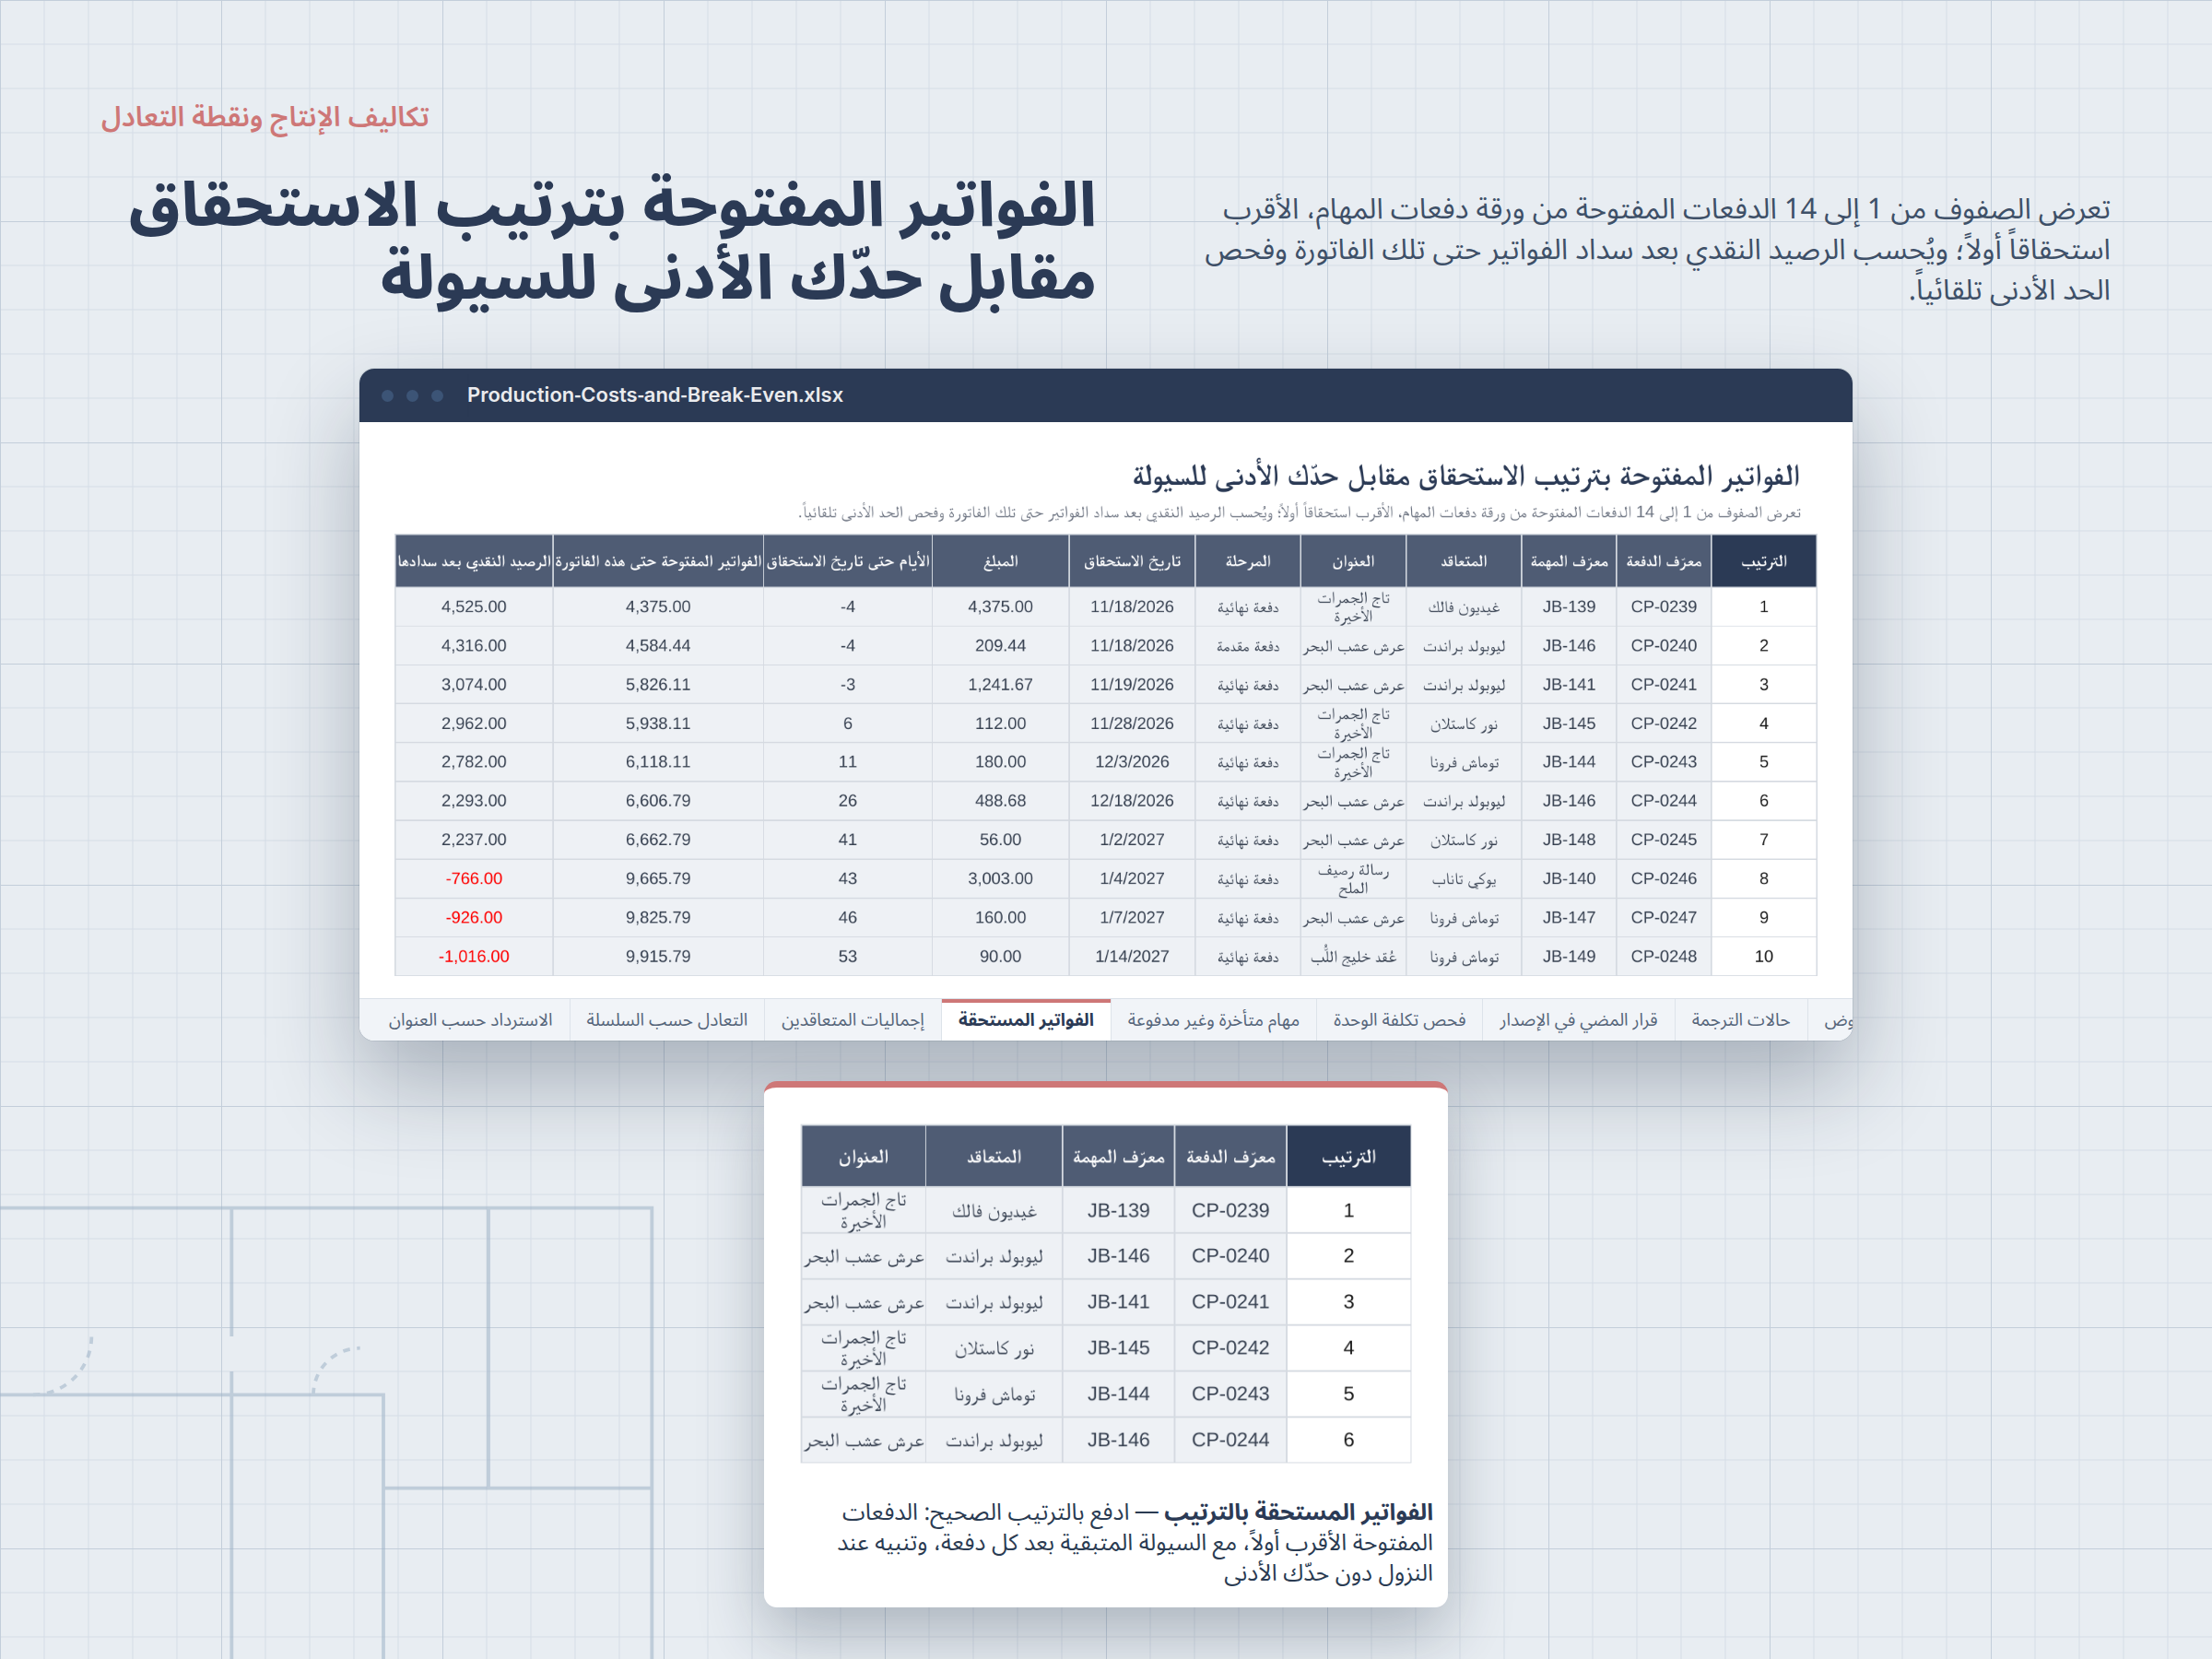 تكاليف الإنتاج ونقطة التعادل
الفواتير المفتوحة بترتيب الاستحقاق
مقابل حدّك الأدنى للسيولة
تعرض الصفوف من 1 إلى 14 الدفعات المفتوحة من ورقة دفعات المهام، الأقرب
استحقاقاً أولاً؛ ويُحسب الرصيد النقدي بعد سداد الفواتير حتى تلك الفاتورة وفحص
الحد الأدنى تلقائياً.
Production-Costs-and-Break-Even.xlsx
الفواتير المفتوحة بترتيب الاستحقاق مقابل حدّك الأدنى للسيولة
تعرض الصفوف من 1 إلى 14 الدفعات المفتوحة من ورقة دفعات المهام، الأقرب استحقاقاً أولاً؛ ويُحسب الرصيد النقدي بعد سداد الفواتير حتى تلك الفاتورة وفحص الحد الأدنى تلقائياً.
الترتيب معرّف الدفعة معرّف المهمة المتعاقد العنوان المرحلة تاريخ الاستحقاق المبلغ الأيام حتى تاريخ الاستحقاق الفواتير المفتوحة حتى هذه الفاتورة الرصيد النقدي بعد سدادها
1 CP-0239 JB-139 غيديون فالك تاج الجمرات الأخيرة دفعة نهائية 11/18/2026 4,375.00 -4 4,375.00 4,525.00
2 CP-0240 JB-146 ليوبولد براندت عرش عشب البحر دفعة مقدمة 11/18/2026 209.44 -4 4,584.44 4,316.00
3 CP-0241 JB-141 ليوبولد براندت عرش عشب البحر دفعة نهائية 11/19/2026 1,241.67 -3 5,826.11 3,074.00
4 CP-0242 JB-145 نور كاستلان تاج الجمرات الأخيرة دفعة نهائية 11/28/2026 112.00 6 5,938.11 2,962.00
5 CP-0243 JB-144 توماش فرونا تاج الجمرات الأخيرة دفعة نهائية 12/3/2026 180.00 11 6,118.11 2,782.00
6 CP-0244 JB-146 ليوبولد براندت عرش عشب البحر دفعة نهائية 12/18/2026 488.68 26 6,606.79 2,293.00
7 CP-0245 JB-148 نور كاستلان عرش عشب البحر دفعة نهائية 1/2/2027 56.00 41 6,662.79 2,237.00
8 CP-0246 JB-140 يوكي تاناب رسالة رصيف الملح دفعة نهائية 1/4/2027 3,003.00 43 9,665.79 -766.00
9 CP-0247 JB-147 توماش فرونا عرش عشب البحر دفعة نهائية 1/7/2027 160.00 46 9,825.79 -926.00
10 CP-0248 JB-149 توماش فرونا عُقد خليج اللُّب دفعة نهائية 1/14/2027 90.00 53 9,915.79 -1,016.00
وض حالات الترجمة قرار المضي في الإصدار فحص تكلفة الوحدة مهام متأخرة وغير مدفوعة الفواتير المستحقة إجماليات المتعاقدين التعادل حسب السلسلة الاسترداد حسب العنوان
الترتيب معرّف الدفعة معرّف المهمة المتعاقد العنوان
1 CP-0239 JB-139 غيديون فالك تاج الجمرات الأخيرة
2 CP-0240 JB-146 ليوبولد براندت عرش عشب البحر
3 CP-0241 JB-141 ليوبولد براندت عرش عشب البحر
4 CP-0242 JB-145 نور كاستلان تاج الجمرات الأخيرة
5 CP-0243 JB-144 توماش فرونا تاج الجمرات الأخيرة
6 CP-0244 JB-146 ليوبولد براندت عرش عشب البحر
الفواتير المستحقة بالترتيب — ادفع بالترتيب الصحيح: الدفعات
المفتوحة الأقرب أولاً، مع السيولة المتبقية بعد كل دفعة، وتنبيه عند
النزول دون حدّك الأدنى